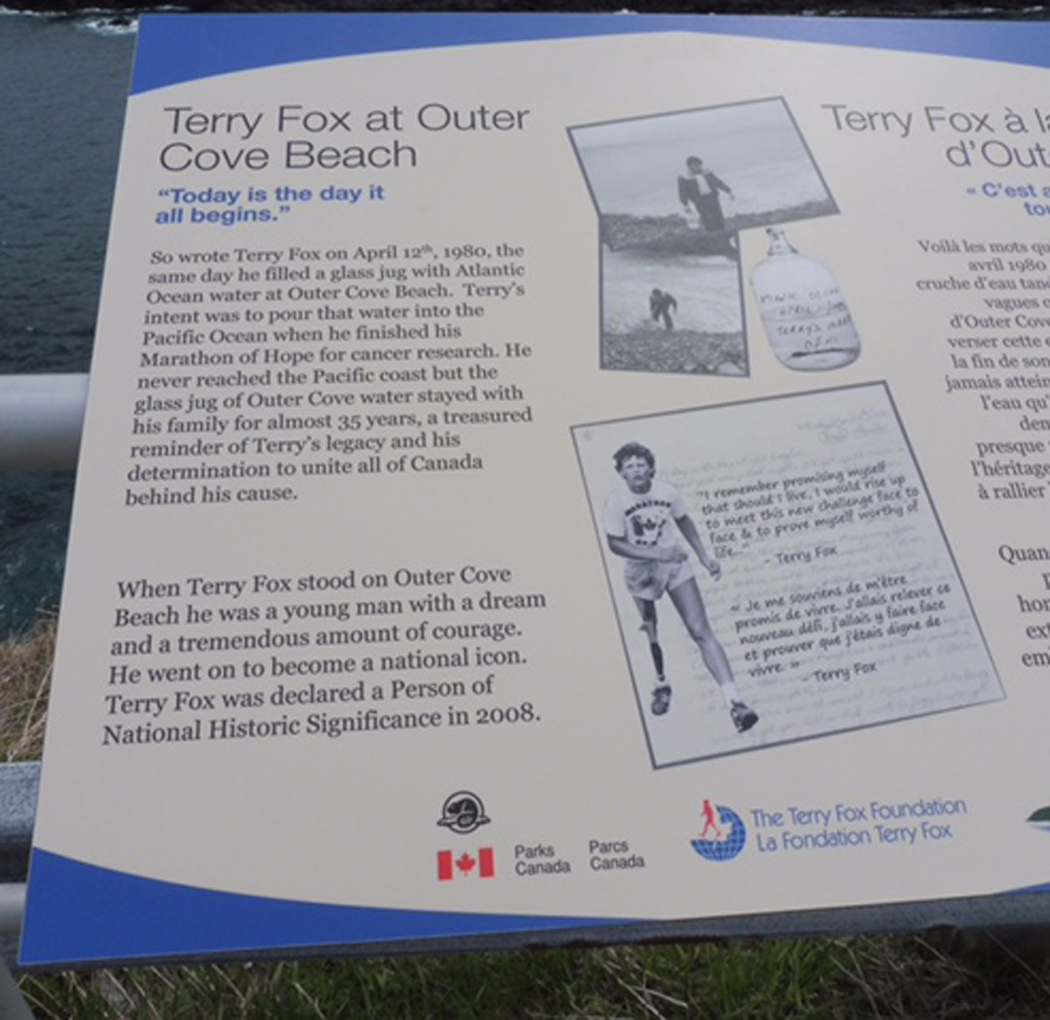 Terry Fox at Outer
Cove Beach
“Today is the day it
all begins.”
So wrote Terry Fox on April 12th, 1980, the
same day he filled a glass jug with Atlantic
Ocean water at Outer Cove Beach. Terry's
intent was to pour that water into the
Pacific Ocean when he finished his
Marathon of Hope for cancer research. He
never reached the Pacific coast but the
glass jug of Outer Cove water stayed with
his family for almost 35 years, a treasured
reminder of Terry's legacy and his
determination to unite all of Canada
behind his cause.
When Terry Fox stood on Outer Cove
Beach he was a young man with a dream
and a tremendous amount of courage.
He went on to become a national icon.
Terry Fox was declared a Person of
National Historic Significance in 2008.
MARATHON
"I remember promising myself
that should I live, I would rise up
to meet this new challenge face to
face & to prove myself worthy of
life..."
- Terry Fox
« Je me souviens de m'être
promis de vivre. J'allais relever ce
nouveau défi, j'allais y faire face
et prouver que j'étais digne de
vivre. »
- Terry Fox
Terry Fox à
d'
« C'est
Voilà les mots
avril 1980
cruche d'eau
vagues
d'Outer
verser cette
la fin de son
jamais
l'eau
presque
l'héritage
à rallier
Parks
Canada
Parcs
Canada
The Terry Fox Foundation
La Fondation Terry Fox